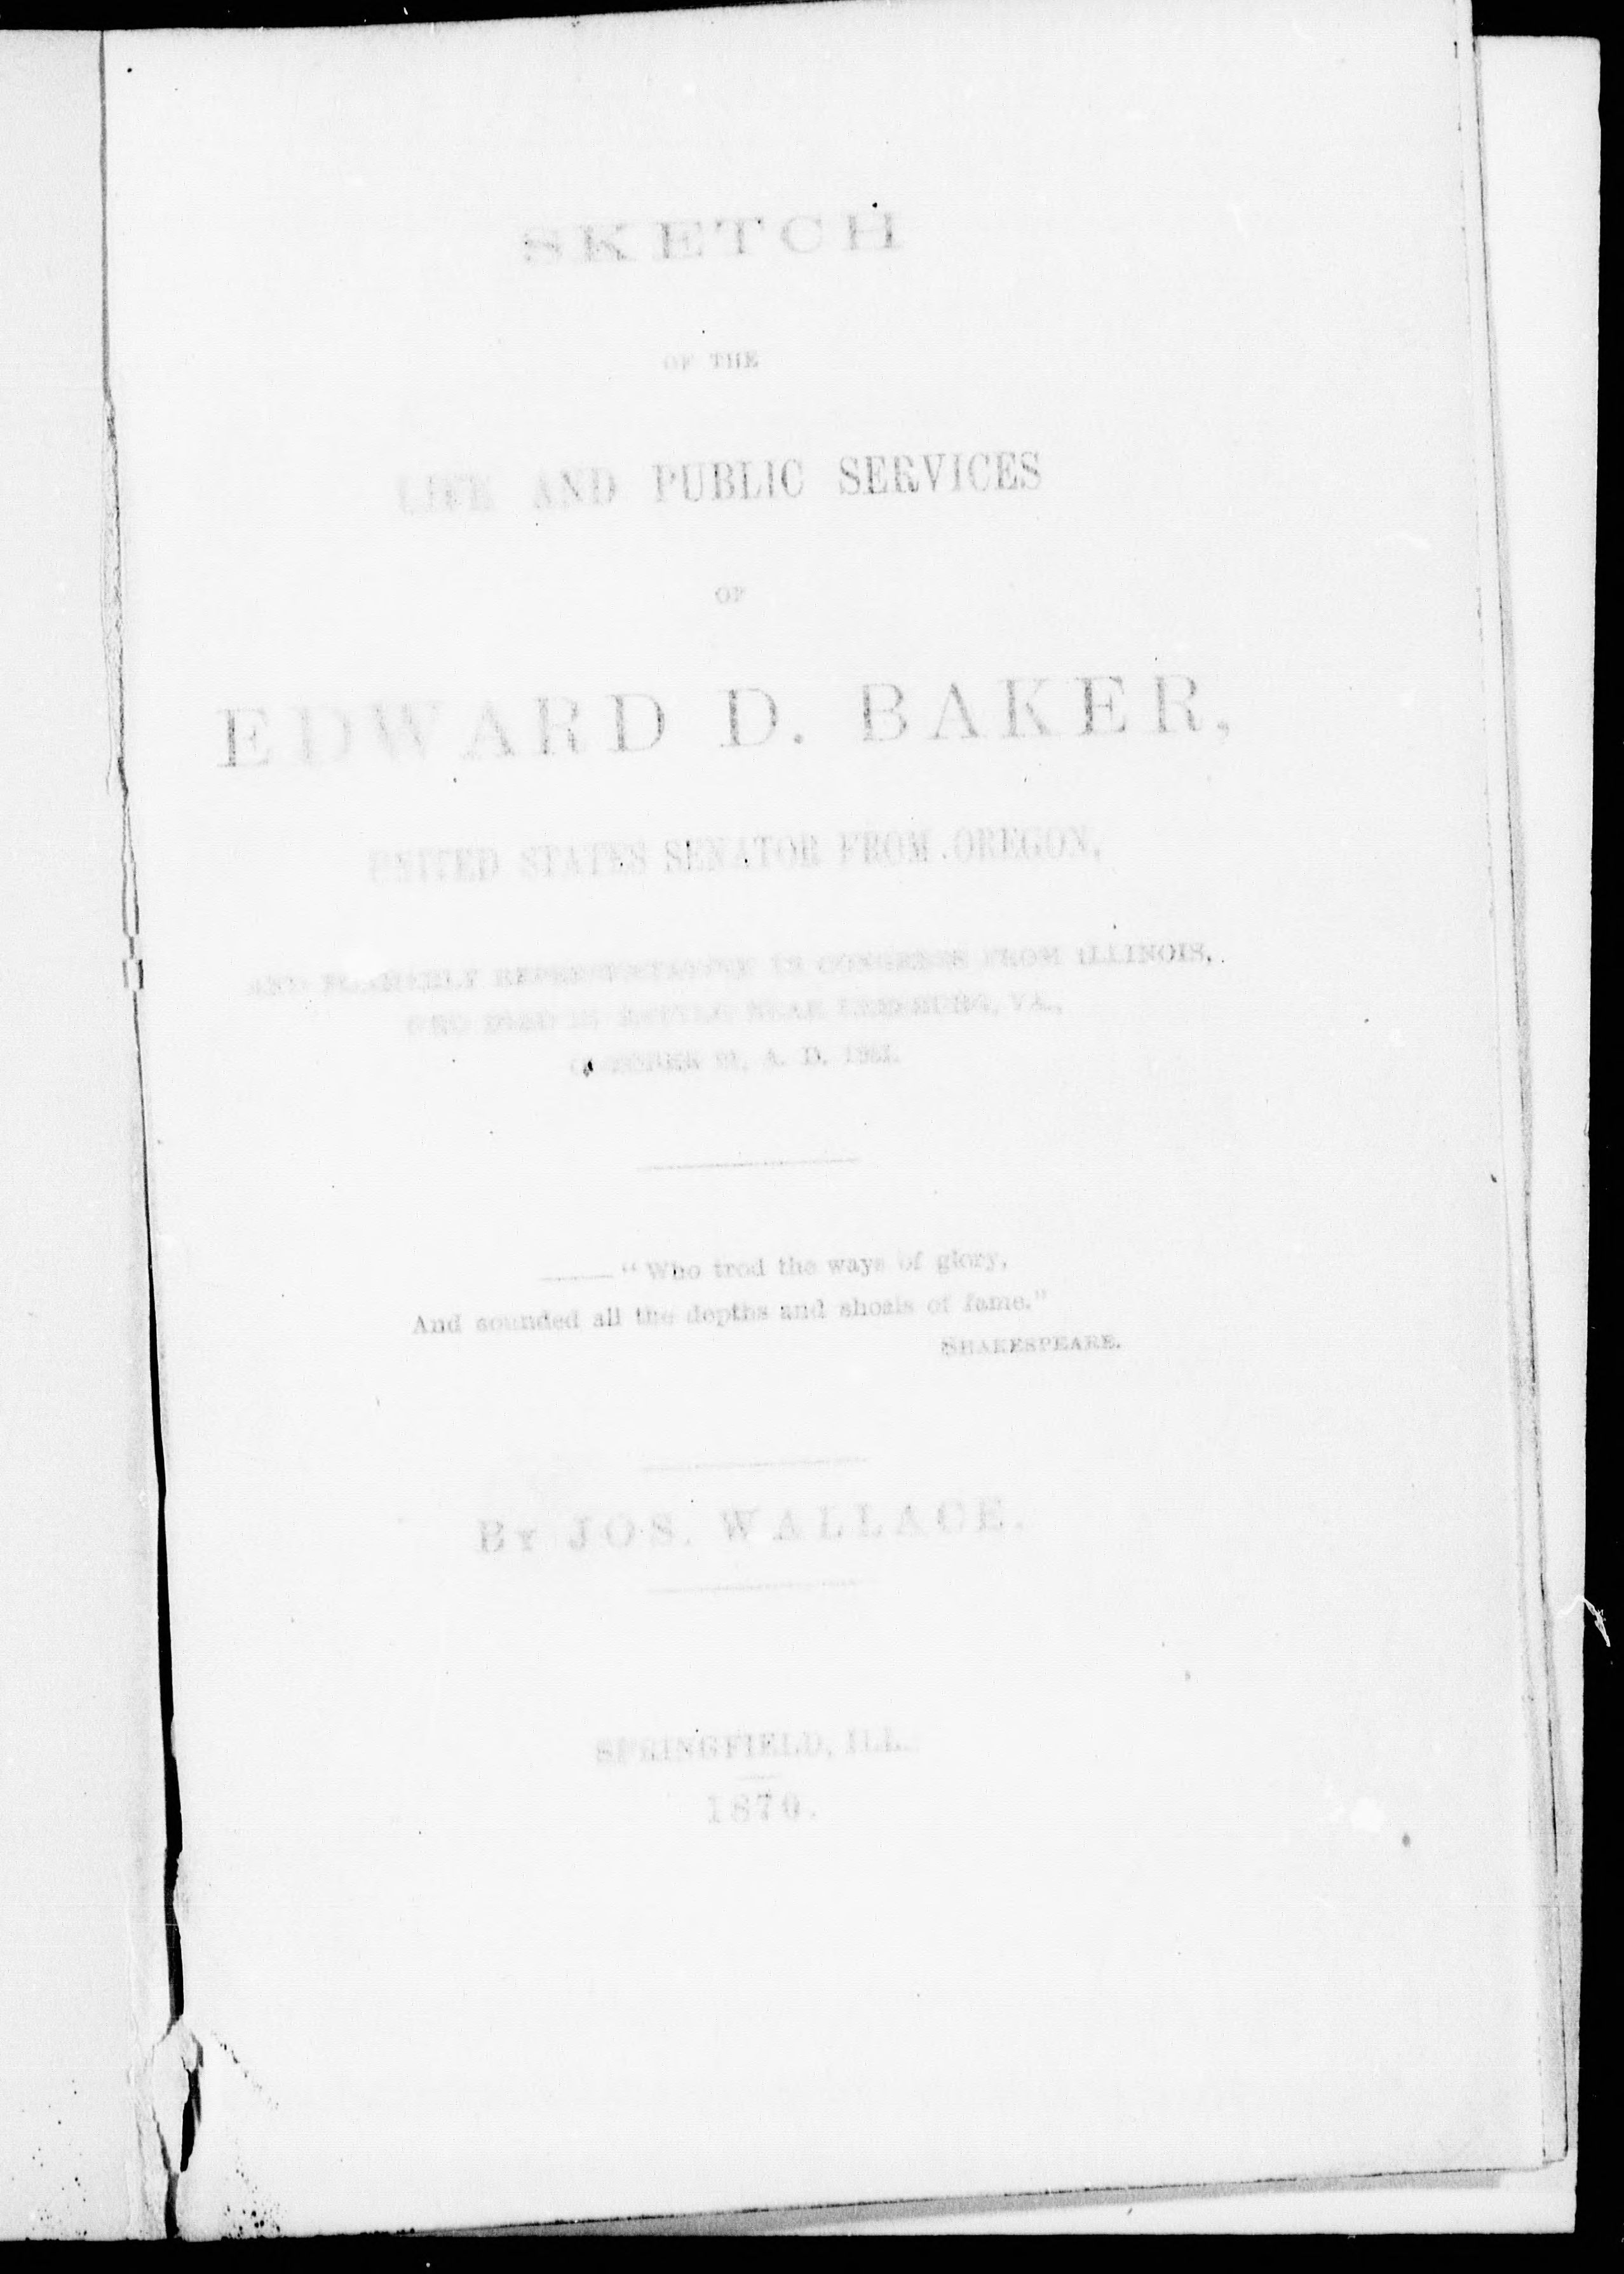 SKETCH
OF THE
LIFE AND PUBLIC SERVICES
OF
EDWARD D. BAKER,
UNITED STATES SENATOR FROM OREGON,
AND FORMERLY REPRESENTATIVE IN CONGRESS FROM ILLINOIS,
WHO DIED IN BATTLE NEAR LEESBURG, VA.,
OCTOBER 21, A. D. 1861.
"Who trod the ways of glory,
And sounded all the depths and shoals of fame."
SHAKESPEARE.
BY JOS. WALLACE.
SPRINGFIELD, ILL.
1870.